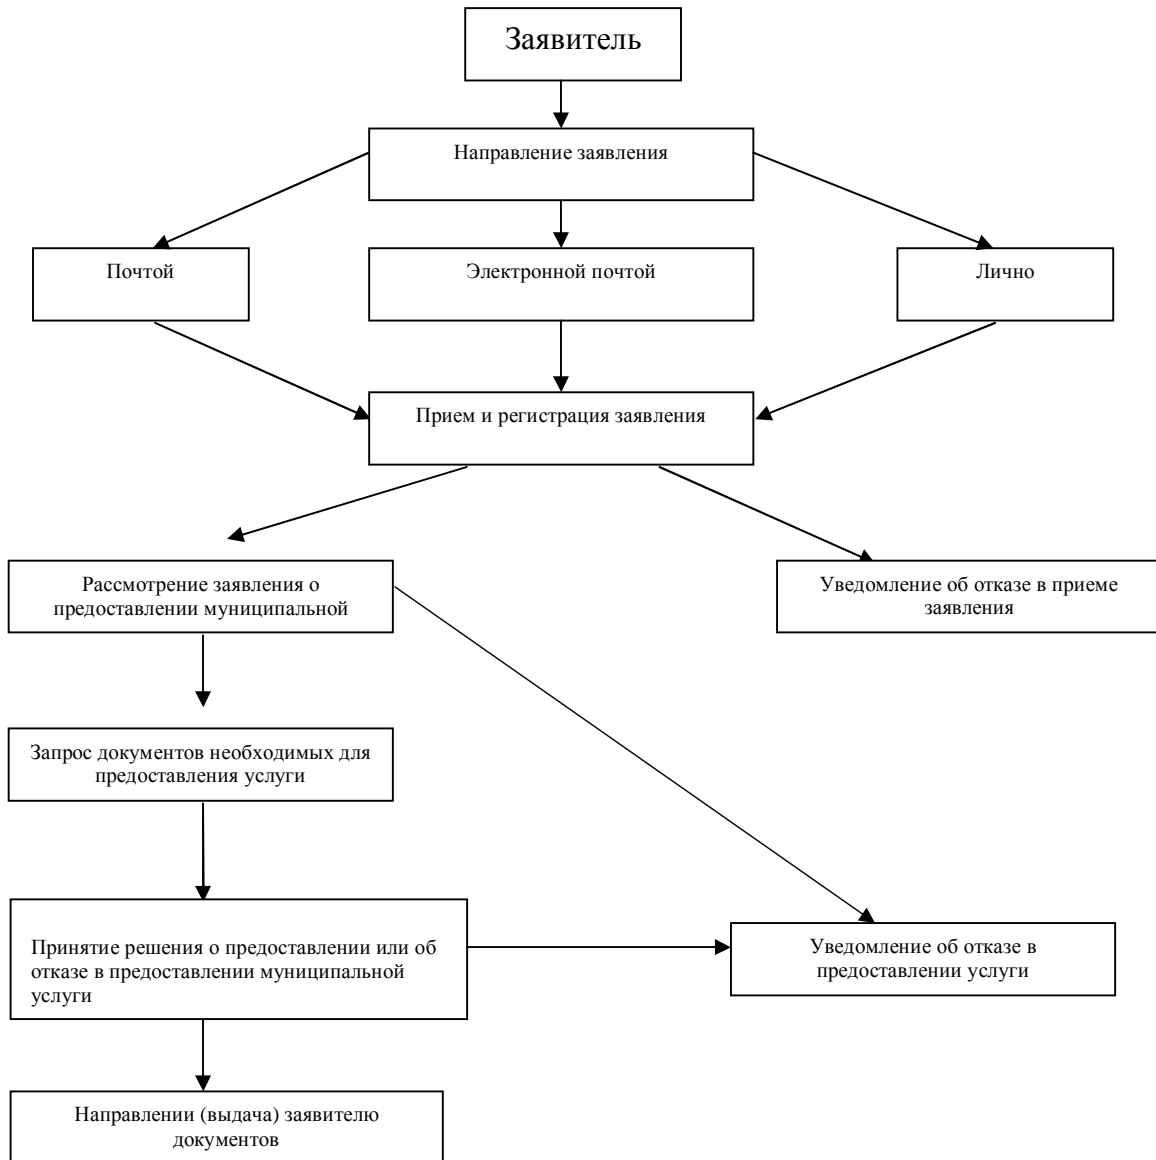 Заявитель
Направление заявления
Почтой
Электронной почтой
Лично
Прием и регистрация заявления
Рассмотрение заявления о
предоставлении муниципальной
Уведомление об отказе в приеме
заявления
Запрос документов необходимых для
предоставления услуги
Принятие решения о предоставлении или об
отказе в предоставлении муниципальной
услуги
Уведомление об отказе в
предоставлении услуги
Направлении (выдача) заявителю
документов